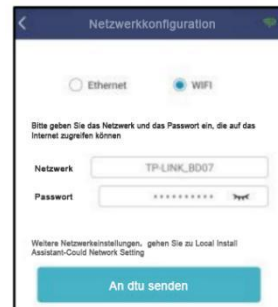 Netzwerkkonfiguration
Ethernet
WIFI
Bitte geben Sie das Netzwerk und das Passwort ein, die auf das
Internet zugreifen können
Netzwerk
TP-LINK_BD07
Passwort
**********
Weitere Netzwerkeinstellungen, gehen Sie zu Local Install
Assistant-Could Network Setting
An dtu senden